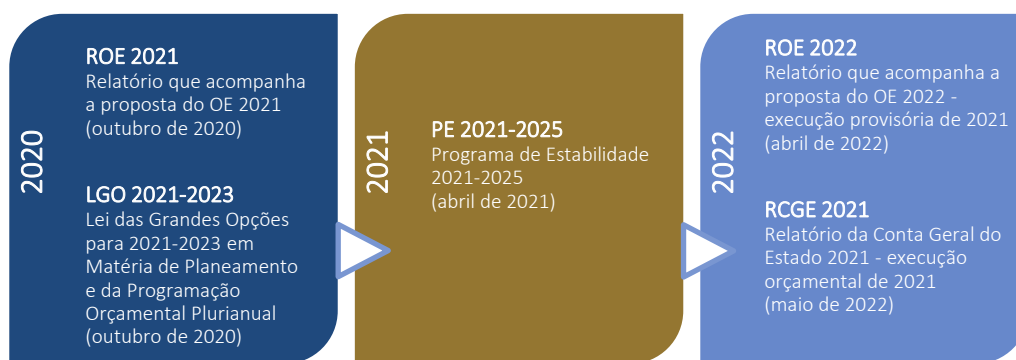 2020
ROE 2021
Relatório que acompanha
a proposta do OE 2021
(outubro de 2020)
LGO 2021-2023
Lei das Grandes Opções
para 2021-2023 em
Matéria de Planeamento
e da Programação
Orçamental Plurianual
(outubro de 2020)
2021
PE 2021-2025
Programa de Estabilidade
2021-2025
(abril de 2021)
2022
ROE 2022
Relatório que acompanha a
proposta do OE 2022 -
execução provisória de 2021
(abril de 2022)
RCGE 2021
Relatório da Conta Geral do
Estado 2021 - execução
orçamental de 2021
(maio de 2022)